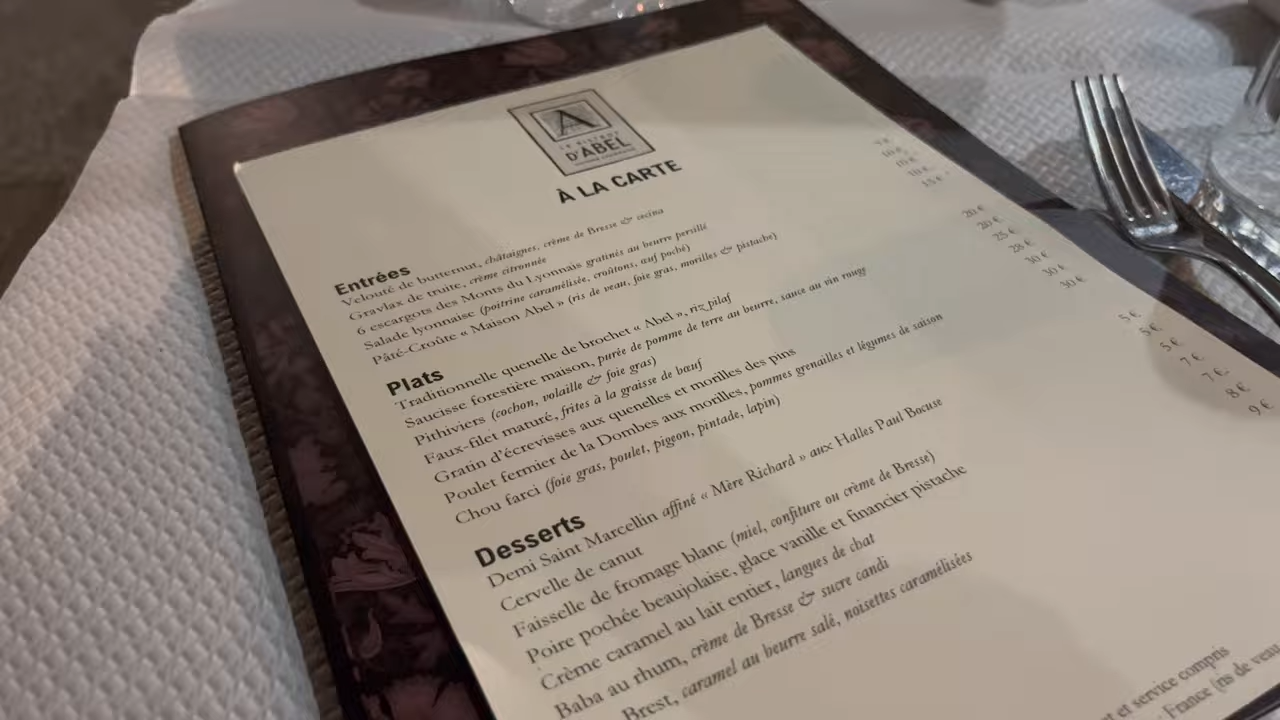 A
LE BISTROT
D'ABEL
À LA CARTE
Entrées
Velouté de butternut, châtaignes, crème de Bresse & cecina
Gravlax de truite, crème citronnée 10 €
6 escargots des Monts du Lyonnais gratinés au beurre persillé 10 €
Salade lyonnaise (poitrine caramélisée, croûtons, œuf poché) 10 €
Pâté-Croûte « Maison Abel » (ris de veau, foie gras, morilles & pistache) 15 €
Plats
Traditionnelle quenelle de brochet « Abel », riz pilaf 20 €
Saucisse forestière maison, purée de pomme de terre au beurre, sauce au vin rouge 20 €
Pithiviers (cochon, volaille & foie gras) 25 €
Faux-filet maturé, frites à la graisse de bœuf 28 €
Gratin d'écrevisses aux quenelles et morilles des pins 30 €
Poulet fermier de la Dombes aux morilles, pommes grenailles et légumes de saison 30 €
Chou farci (foie gras, poulet, pigeon, pintade, lapin) 30 €
Desserts
Demi Saint Marcellin affiné « Mère Richard » aux Halles Paul Bocuse 5 €
Cervelle de canut 5 €
Faisselle de fromage blanc (miel, confiture ou crème de Bresse) 5 €
Poire pochée beaujolaise, glace vanille et financier pistache 7 €
Crème caramel au lait entier, langues de chat 7 €
Baba au rhum, crème de Bresse & sucre candi 8 €
Brest, caramel au beurre salé, noisettes caramélisées 9 €
et service compris
France (ris de veau